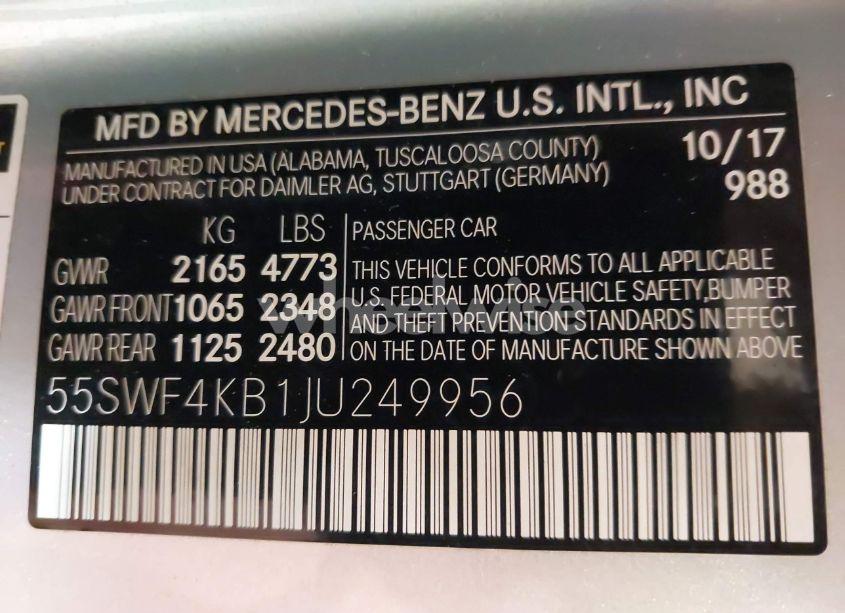 MFD BY MERCEDES-BENZ U.S. INTL., INC
MANUFACTURED IN USA (ALABAMA, TUSCALOOSA COUNTY) 10/17
UNDER CONTRACT FOR DAIMLER AG, STUTTGART (GERMANY) 988
KG LBS PASSENGER CAR
GVWR 2165 4773 THIS VEHICLE CONFORMS TO ALL APPLICABLE
GAWR FRONT 1065 2348 U.S. FEDERAL MOTOR VEHICLE SAFETY, BUMPER
AND THEFT PREVENTION STANDARDS IN EFFECT
GAWR REAR 1125 2480 ON THE DATE OF MANUFACTURE SHOWN ABOVE
55SWF4KB1JU249956
wheelwise